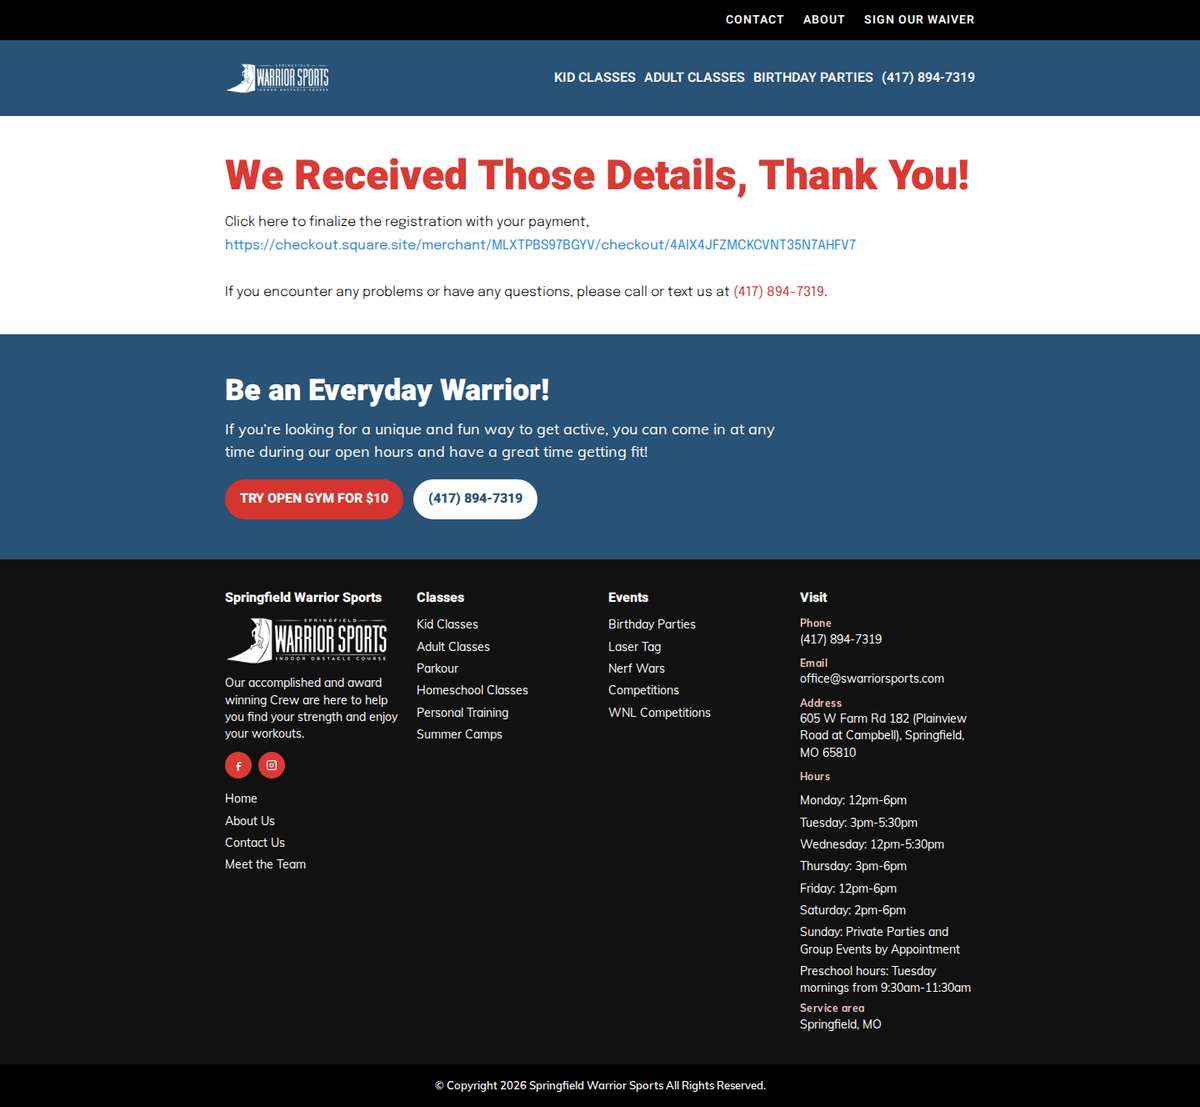 CONTACT ABOUT SIGN OUR WAIVER
SPRINGFIELD
WARRIOR SPORTS
INDOOR OBSTACLE COURSE
KID CLASSES ADULT CLASSES BIRTHDAY PARTIES (417) 894-7319
We Received Those Details, Thank You!
Click here to finalize the registration with your payment,
https://checkout.square.site/merchant/MLXTPBS97BGYV/checkout/4AIX4JFZMCKCVNT35N7AHFV7
If you encounter any problems or have any questions, please call or text us at (417) 894-7319.
Be an Everyday Warrior!
If you're looking for a unique and fun way to get active, you can come in at any
time during our open hours and have a great time getting fit!
TRY OPEN GYM FOR $10 (417) 894-7319
Springfield Warrior Sports
SPRINGFIELD
WARRIOR SPORTS
INDOOR OBSTACLE COURSE
Our accomplished and award
winning Crew are here to help
you find your strength and enjoy
your workouts.
Home
About Us
Contact Us
Meet the Team
Classes
Kid Classes
Adult Classes
Parkour
Homeschool Classes
Personal Training
Summer Camps
Events
Birthday Parties
Laser Tag
Nerf Wars
Competitions
WNL Competitions
Visit
Phone
(417) 894-7319
Email
office@swarriorsports.com
Address
605 W Farm Rd 182 (Plainview
Road at Campbell), Springfield,
MO 65810
Hours
Monday: 12pm-6pm
Tuesday: 3pm-5:30pm
Wednesday: 12pm-5:30pm
Thursday: 3pm-6pm
Friday: 12pm-6pm
Saturday: 2pm-6pm
Sunday: Private Parties and
Group Events by Appointment
Preschool hours: Tuesday
mornings from 9:30am-11:30am
Service area
Springfield, MO
© Copyright 2026 Springfield Warrior Sports All Rights Reserved.